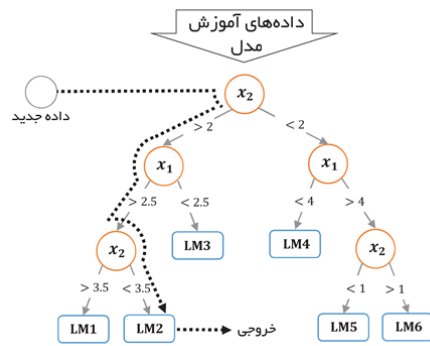 داده‌های آموزش
مدل
x₂
داده جدید
> 2
< 2
x₁
x₁
> 2.5
< 2.5
< 4
> 4
x₂
LM3
LM4
x₂
> 3.5
< 3.5
< 1
> 1
LM1
LM2
خروجی
LM5
LM6